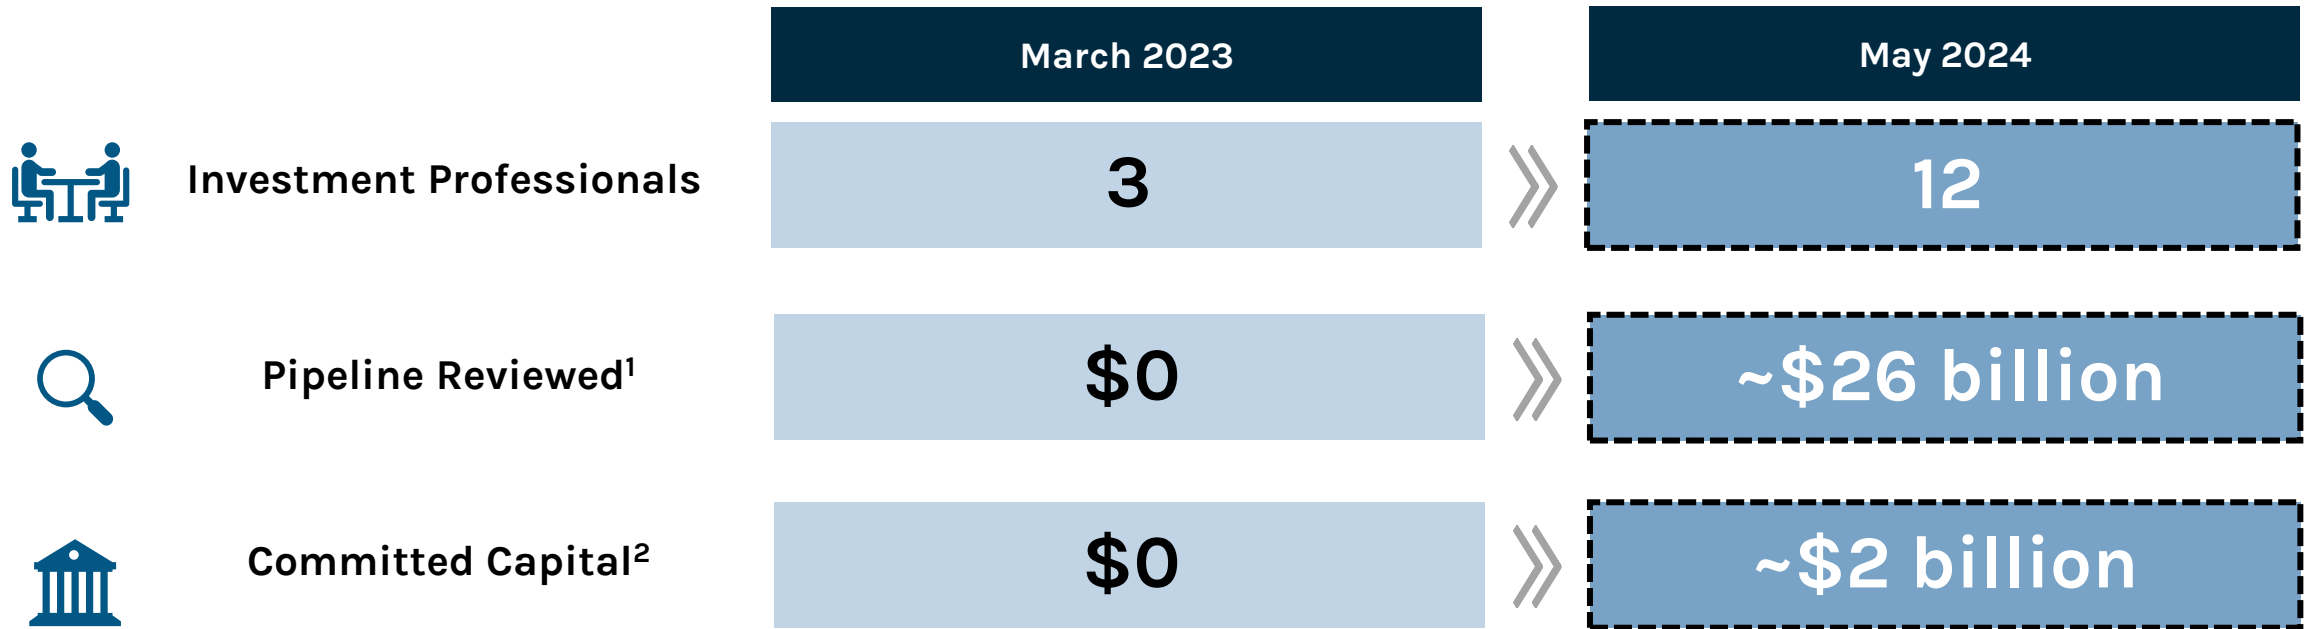 March 2023
May 2024
Investment Professionals
3
12
Pipeline Reviewed¹
$0
~$26 billion
Committed Capital²
$0
~$2 billion